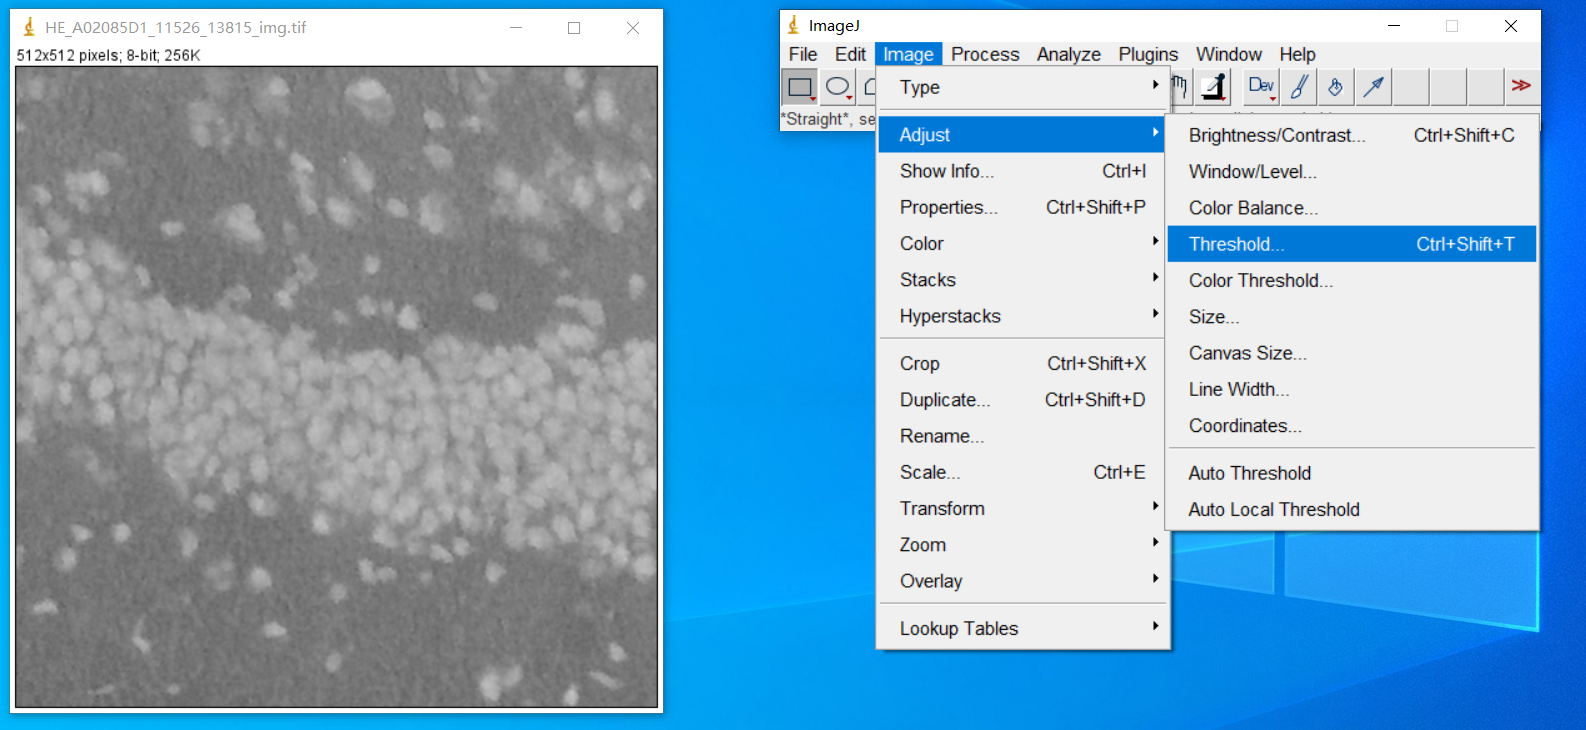 HE_A02085D1_11526_13815_img.tif
512x512 pixels; 8-bit; 256K
ImageJ
File Edit Image Process Analyze Plugins Window Help
Dev
*Straight*, se
Type
Adjust
Show Info... Ctrl+I
Properties... Ctrl+Shift+P
Color
Stacks
Hyperstacks
Crop Ctrl+Shift+X
Duplicate... Ctrl+Shift+D
Rename...
Scale... Ctrl+E
Transform
Zoom
Overlay
Lookup Tables
Brightness/Contrast... Ctrl+Shift+C
Window/Level...
Color Balance...
Threshold... Ctrl+Shift+T
Color Threshold...
Size...
Canvas Size...
Line Width...
Coordinates...
Auto Threshold
Auto Local Threshold